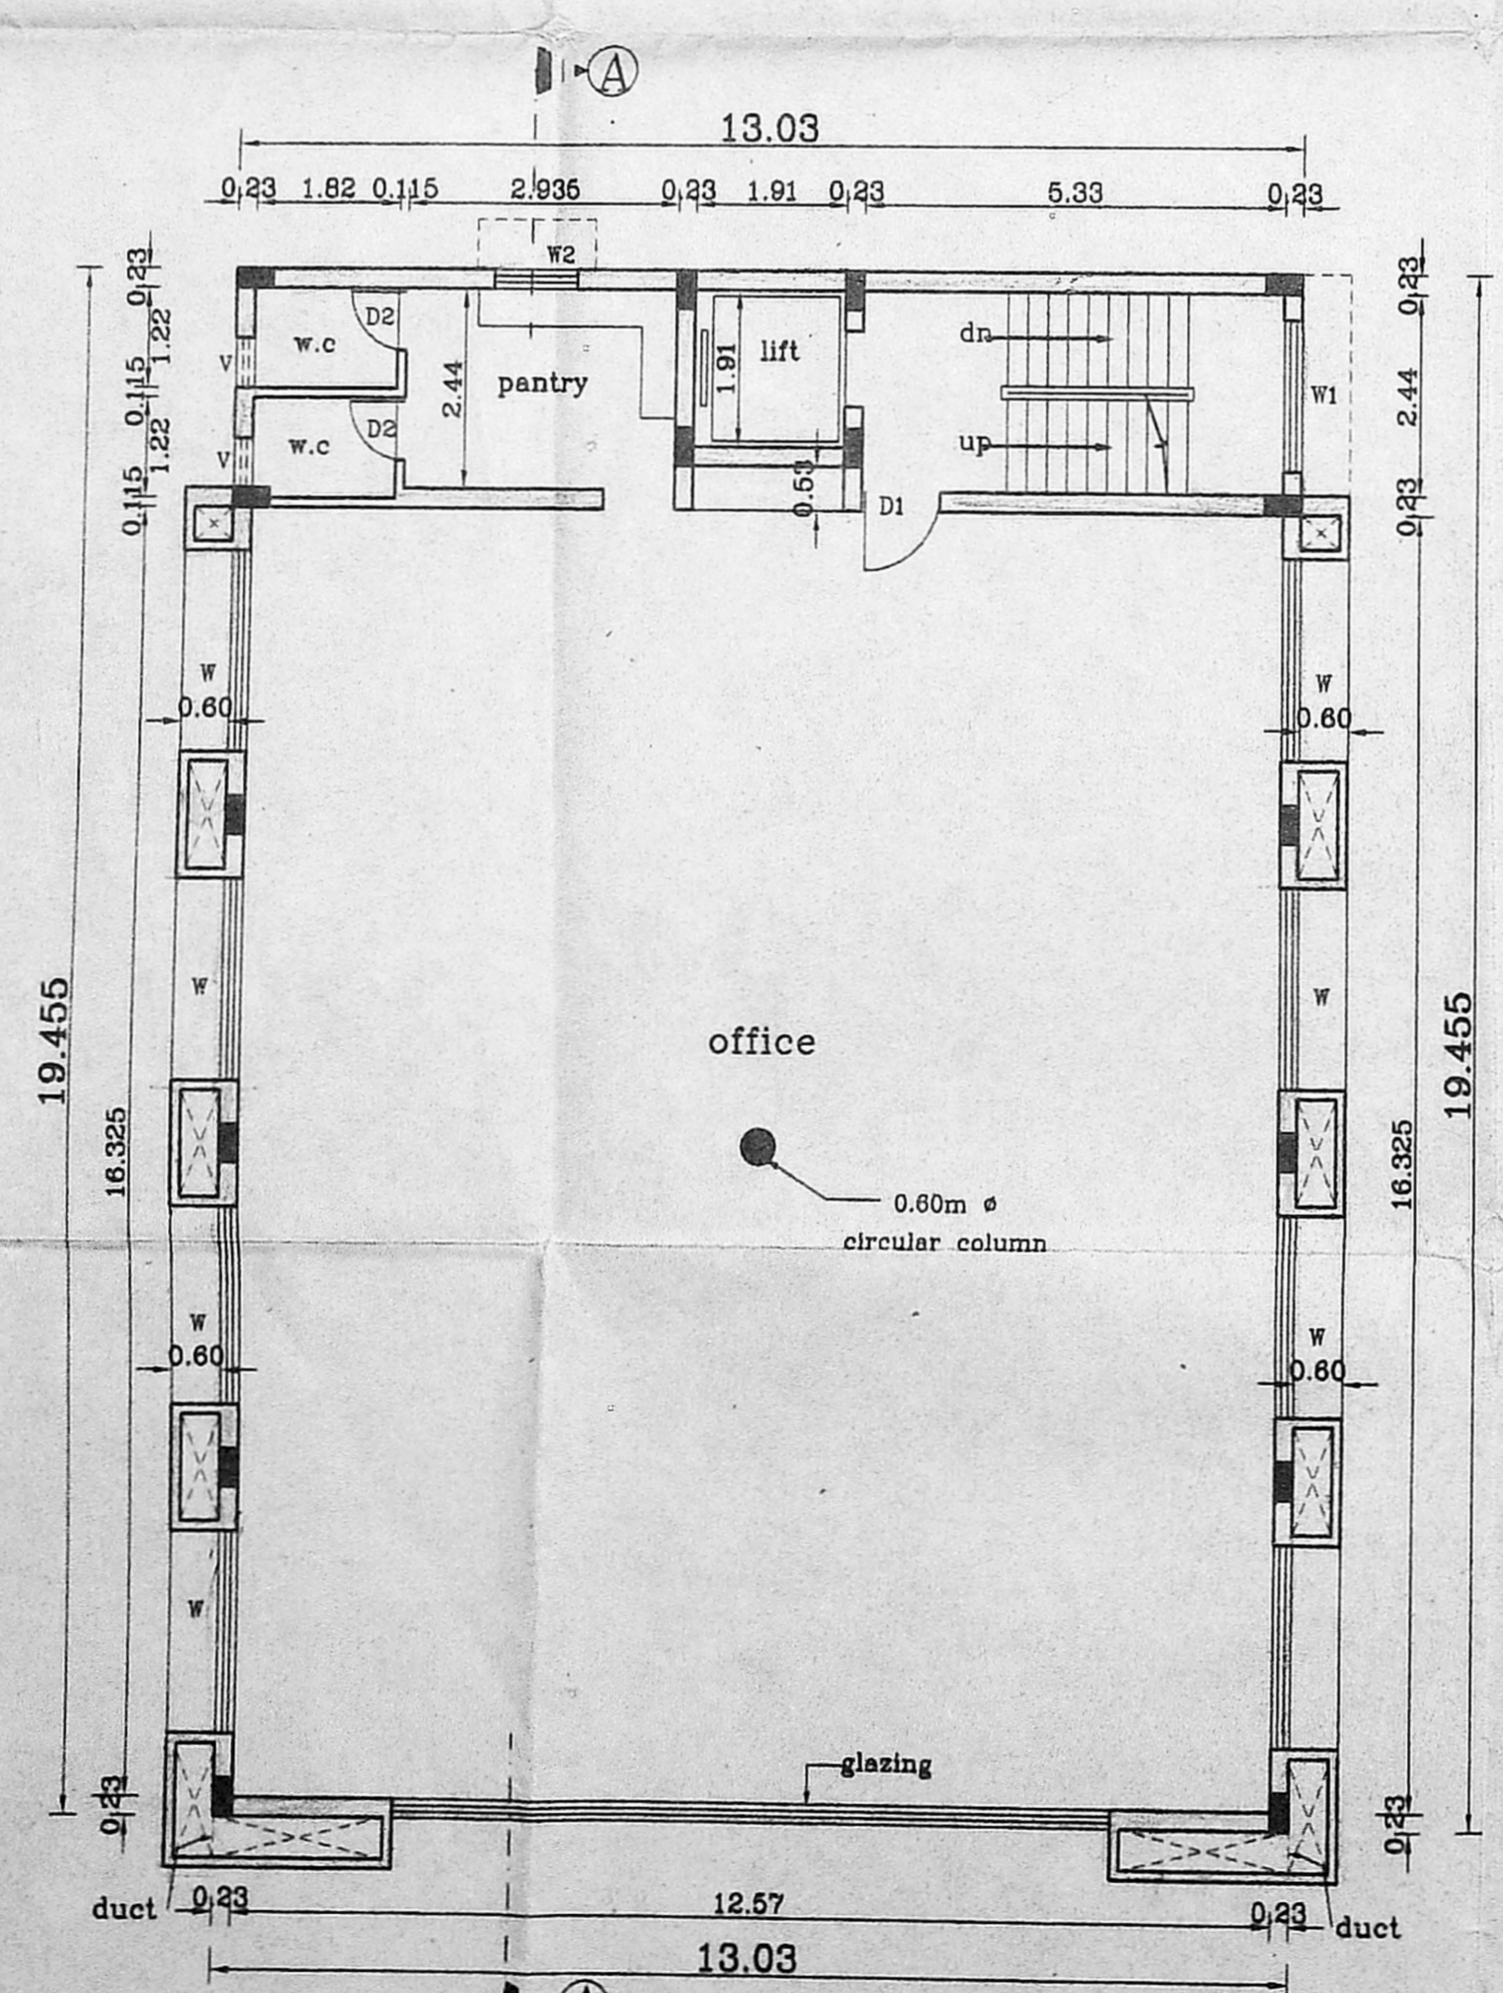 A
13.03
0.23 1.82 0.115 2.936 0.23 1.91 0.23 5.33 0.23
W2
0.23
0.23
D2
1.22
w.c
dn
lift
V
pantry
1.91
2.44
0.115
W1
2.44
D2
up
w.c
1.22
V
0.53
D1
0.115
0.23
W
W
0.60
0.60
W
W
19.455
office
19.455
16.325
16.325
0.60m ø
circular column
W
W
0.60
0.60
W
glazing
0.23
0.23
duct
0.23
12.57
0.23
duct
13.03